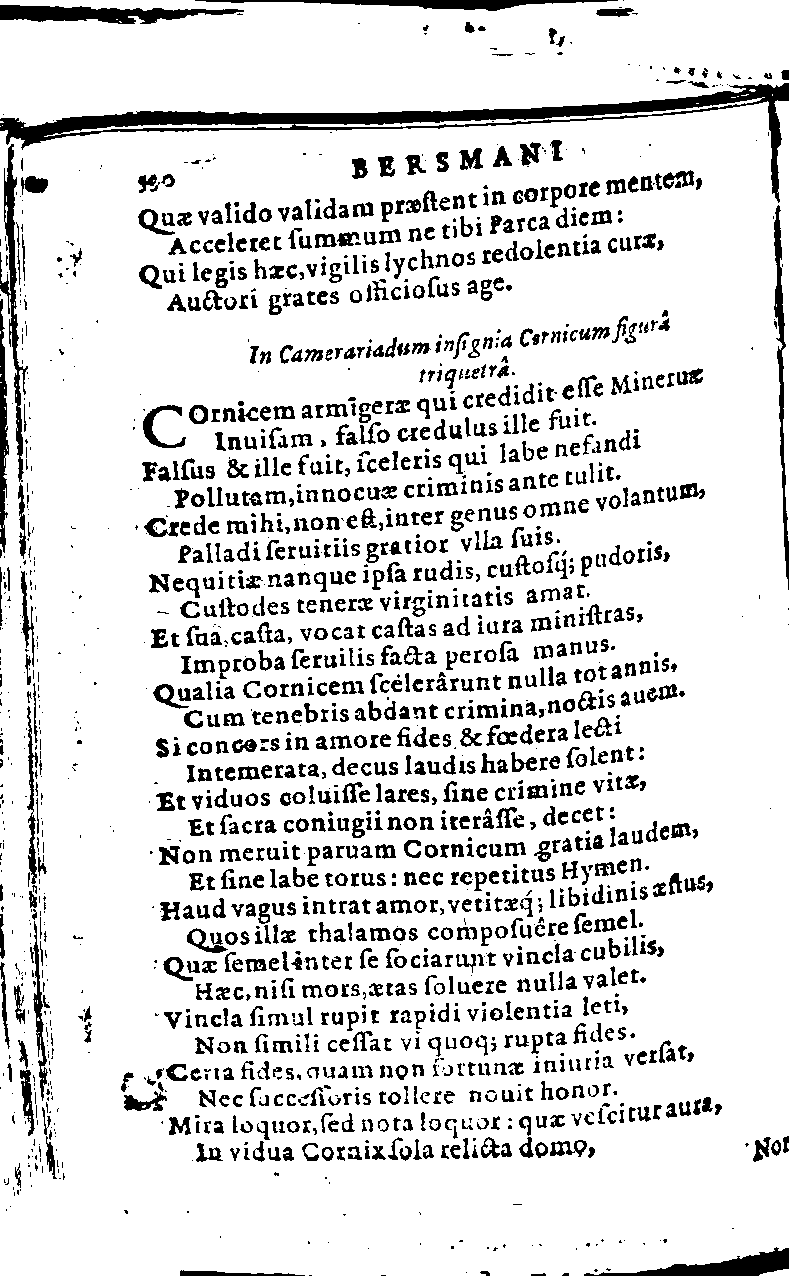 BERSMANI
Quæ valido validam præſtent in corpore mentem,
Acceleret ſummum ne tibi Parca diem:
Qui legis hæc, vigilis lychnos redolentia curæ,
Auctori grates officioſus age.
In Camerariadum inſignia Cornicum figurâ
triquetrâ.
COrnicem armigeræ qui credidit eſſe Mineruæ
Inuiſam, falſo credulus ille fuit.
Falſus & ille fuit, ſceleris qui labe nefandi
Pollutam, innocuæ criminis ante tulit.
Crede mihi, non eſt, inter genus omne volantum,
Palladi ſeruitiis gratior vlla ſuis.
Nequitiæ nanque ipſa rudis, cuſtoſq́; pudoris,
Cuſtodes teneræ virginitatis amat.
Et ſua, caſta, vocat caſtas ad iura miniſtras,
Improba ſeruilis facta peroſa manus.
Qualia Cornicem ſcelerârunt nulla tot annis,
Cum tenebris abdant crimina, noctis auem.
Si concors in amore fides & fœdera lecti
Intemerata, decus laudis habere ſolent:
Et viduos coluiſſe lares, ſine crimine vitæ,
Et ſacra coniugii non iterâſſe, decet:
Non meruit paruam Cornicum gratia laudem,
Et ſine labe torus: nec repetitus Hymen.
Haud vagus intrat amor, vetitæq́; libidinis æſtus,
Quos illæ thalamos compoſuêre ſemel.
Quæ ſemel inter ſe ſociarunt vincla cubilis,
Hæc, niſi mors, ætas ſoluere nulla valet.
Vincla ſimul rupit rapidi violentia leti,
Non ſimili ceſſat vi quoq; rupta fides.
Certa fides, quam non fortunæ iniuria verſat,
Nec ſucceſſoris tollere nouit honor.
Mira loquor, ſed nota loquor: quæ veſcitur aura,
In vidua Cornix ſola relicta domo,